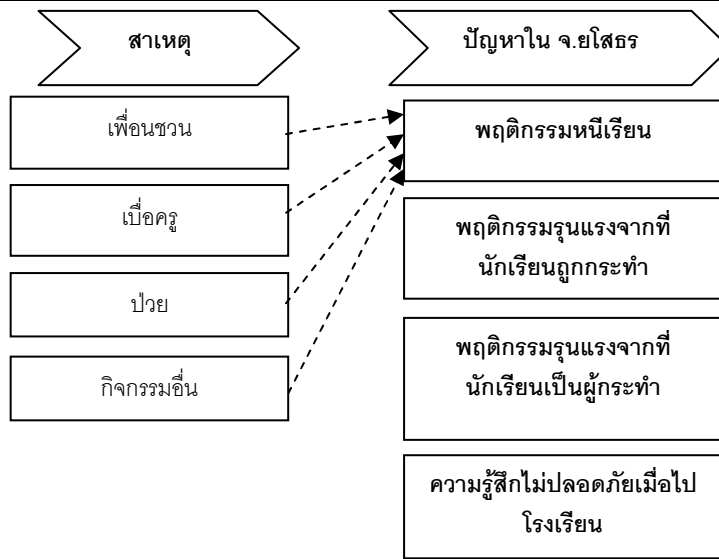 สาเหตุ
ปัญหาใน จ.ยโสธร
เพื่อนชวน
เบื่อครู
ป่วย
กิจกรรมอื่น
พฤติกรรมหนีเรียน
พฤติกรรมรุนแรงจากที่
นักเรียนถูกกระทำ
พฤติกรรมรุนแรงจากที่
นักเรียนเป็นผู้กระทำ
ความรู้สึกไม่ปลอดภัยเมื่อไป
โรงเรียน